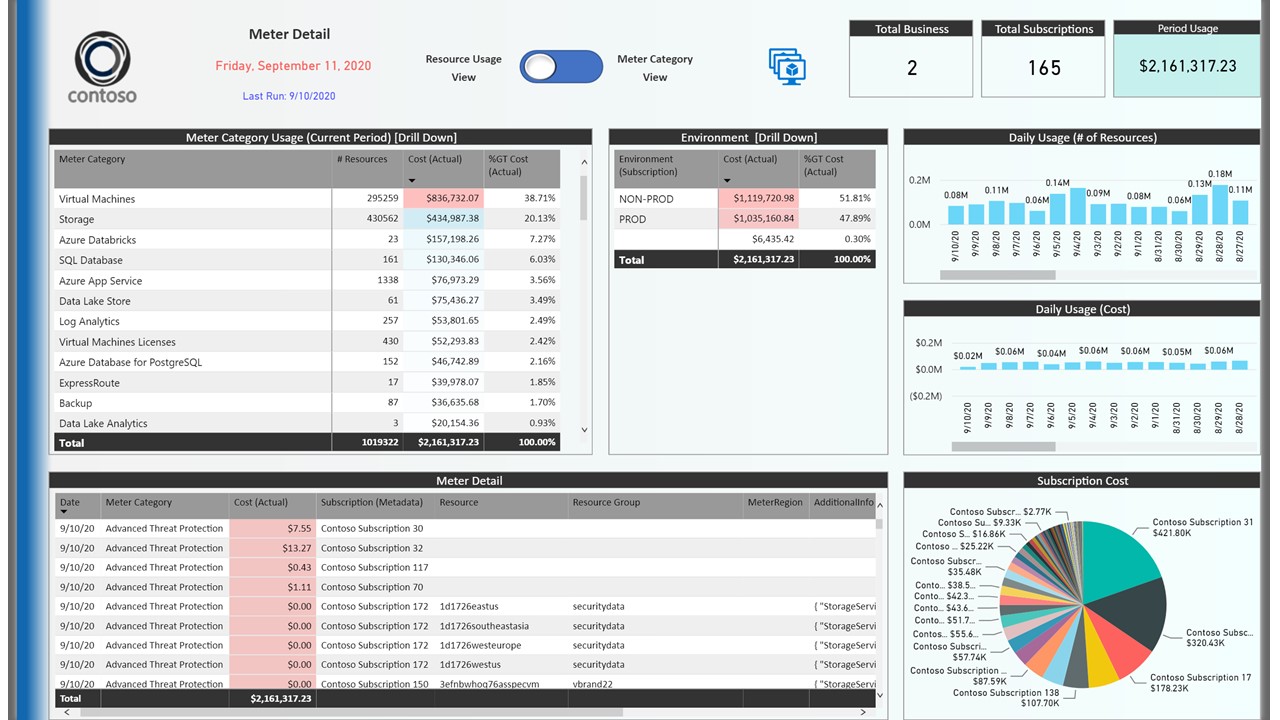 contoso
Meter Detail
Friday, September 11, 2020
Last Run: 9/10/2020
Resource Usage
View
Meter Category
View
Total Business
2
Total Subscriptions
165
Period Usage
$2,161,317.23
Meter Category Usage (Current Period) [Drill Down]
Meter Category # Resources Cost (Actual) %GT Cost
(Actual)
Virtual Machines 295259 $836,732.07 38.71%
Storage 430562 $434,987.38 20.13%
Azure Databricks 23 $157,198.26 7.27%
SQL Database 161 $130,346.06 6.03%
Azure App Service 1338 $76,973.29 3.56%
Data Lake Store 61 $75,436.27 3.49%
Log Analytics 257 $53,801.65 2.49%
Virtual Machines Licenses 430 $52,293.83 2.42%
Azure Database for PostgreSQL 152 $46,742.89 2.16%
ExpressRoute 17 $39,978.07 1.85%
Backup 87 $36,635.68 1.70%
Data Lake Analytics 3 $20,154.36 0.93%
Total 1019322 $2,161,317.23 100.00%
Environment [Drill Down]
Environment Cost (Actual) %GT Cost
(Subscription) (Actual)
NON-PROD $1,119,720.98 51.81%
PROD $1,035,160.84 47.89%
$6,435.42 0.30%
Total $2,161,317.23 100.00%
Daily Usage (# of Resources)
0.2M
0.0M
0.08M 0.11M 0.06M 0.14M 0.09M 0.08M 0.06M 0.13M 0.18M 0.11M
9/10/20 9/9/20 9/8/20 9/7/20 9/6/20 9/5/20 9/4/20 9/3/20 9/2/20 9/1/20 8/31/20 8/30/20 8/29/20 8/28/20 8/27/20
Daily Usage (Cost)
$0.2M
$0.0M
($0.2M)
$0.02M $0.06M $0.04M $0.06M $0.06M $0.05M $0.06M
9/10/20 9/9/20 9/8/20 9/7/20 9/6/20 9/5/20 9/4/20 9/3/20 9/2/20 9/1/20 8/31/20 8/30/20 8/29/20 8/28/20
Meter Detail
Date Meter Category Cost (Actual) Subscription (Metadata) Resource Resource Group MeterRegion AdditionalInfo
9/10/20 Advanced Threat Protection $7.55 Contoso Subscription 30
9/10/20 Advanced Threat Protection $13.27 Contoso Subscription 32
9/10/20 Advanced Threat Protection $0.43 Contoso Subscription 117
9/10/20 Advanced Threat Protection $1.11 Contoso Subscription 70
9/10/20 Advanced Threat Protection $0.00 Contoso Subscription 172 1d1726eastus securitydata { "StorageServi
9/10/20 Advanced Threat Protection $0.00 Contoso Subscription 172 1d1726southeastasia securitydata { "StorageServi
9/10/20 Advanced Threat Protection $0.00 Contoso Subscription 172 1d1726westeurope securitydata { "StorageServi
9/10/20 Advanced Threat Protection $0.00 Contoso Subscription 172 1d1726westus securitydata { "StorageServi
9/10/20 Advanced Threat Protection $0.00 Contoso Subscription 150 3efnbwhog76asspecvm vbrand22 { "StorageServi
Total $2,161,317.23
Subscription Cost
Contoso Subscr... $2.77K
Contoso Su... $9.33K
Contoso S... $16.86K
Contoso ... $25.22K
Contoso Subscr...
$35.48K
Conto... $38.5...
Conto... $42.3...
Conto... $43.6...
Conto... $51.7...
Contos... $55.6...
Contoso Subscri...
$57.74K
Contoso Subscription ...
$87.59K
Contoso Subscription 138
$107.70K
Contoso Subscription 17
$178.23K
Contoso Subsc...
$320.43K
Contoso Subscription 31
$421.80K